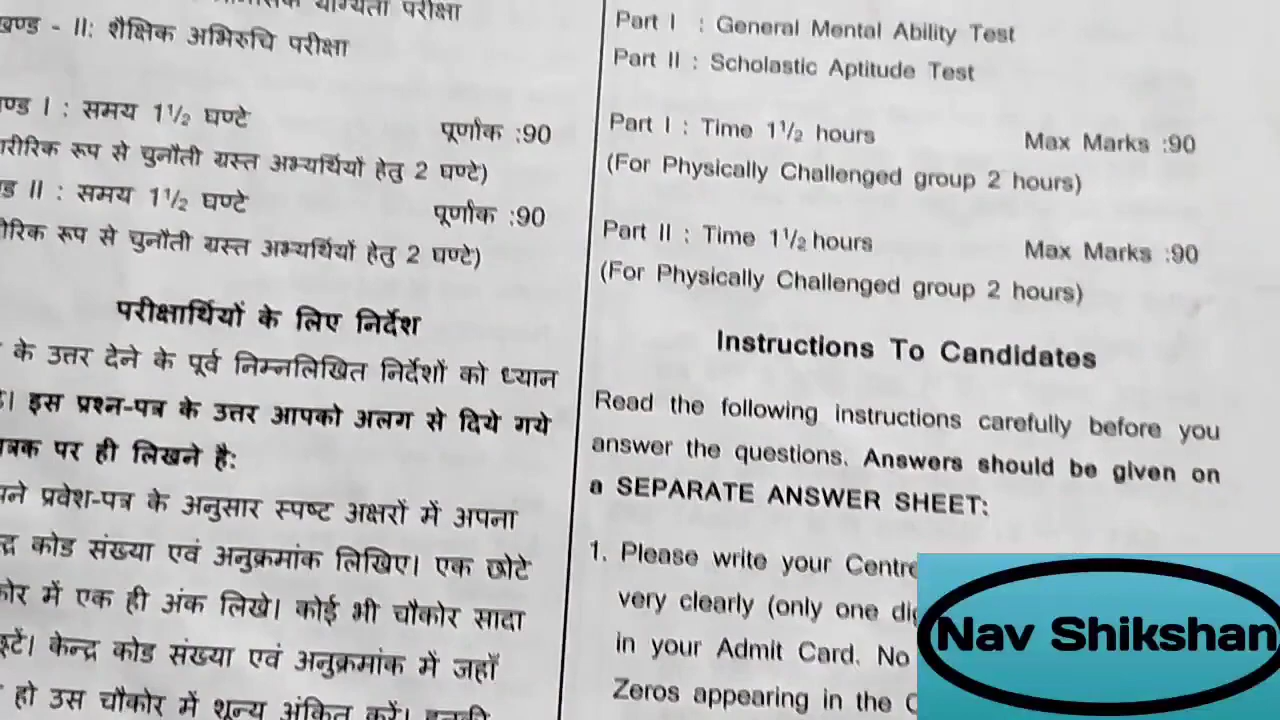 योग्यता परीक्षा
खण्ड - II: शैक्षिक अभिरुचि परीक्षा
I : समय 1½ घण्टे
पूर्णांक :90
रूप से चुनौती ग्रस्त अभ्यर्थियों हेतु 2 घण्टे)
II : समय 1½ घण्टे
पूर्णांक :90
रूप से चुनौती ग्रस्त अभ्यर्थियों हेतु 2 घण्टे)
परीक्षार्थियों के लिए निर्देश
के उत्तर देने के पूर्व निम्नलिखित निर्देशों को ध्यान
इस प्रश्न-पत्र के उत्तर आपको अलग से दिये गये
पर ही लिखने है:
प्रवेश-पत्र के अनुसार स्पष्ट अक्षरों में अपना
कोड संख्या एवं अनुक्रमांक लिखिए। एक छोटे
में एक ही अंक लिखे। कोई भी चौकोर सादा
केन्द्र कोड संख्या एवं अनुक्रमांक में जहाँ
हो उस चौकोर में शून्य अंकित करें।
Part I : General Mental Ability Test
Part II : Scholastic Aptitude Test
Part I : Time 1½ hours
Max Marks :90
(For Physically Challenged group 2 hours)
Part II : Time 1½ hours
Max Marks :90
(For Physically Challenged group 2 hours)
Instructions To Candidates
Read the following instructions carefully before you
answer the questions. Answers should be given on
a SEPARATE ANSWER SHEET:
1. Please write your Centre
very clearly (only one
in your Admit Card. No
Zeros appearing in the
Nav Shikshan